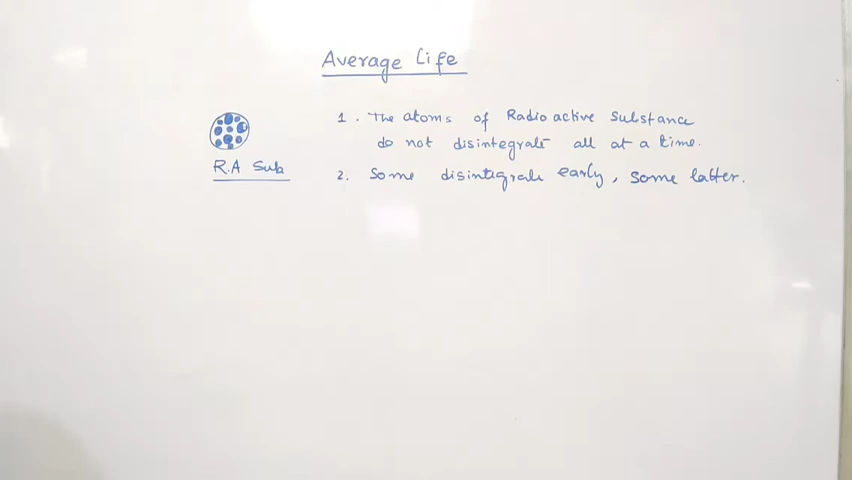 Average Life
1. The atoms of Radioactive Substance
do not disintegrate all at a time.
R.A Sub
2. Some disintigrate early, some latter.